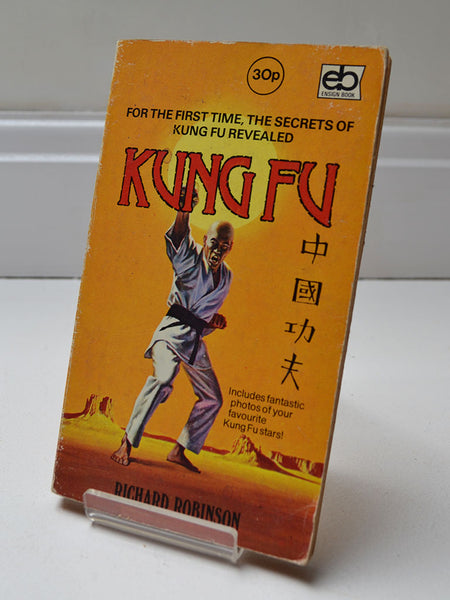 30p
eb
ENSIGN BOOK
FOR THE FIRST TIME, THE SECRETS OF
KUNG FU REVEALED
KUNG FU
中
國
功
夫
Includes fantastic
photos of your
favourite
Kung Fu stars!
RICHARD ROBINSON